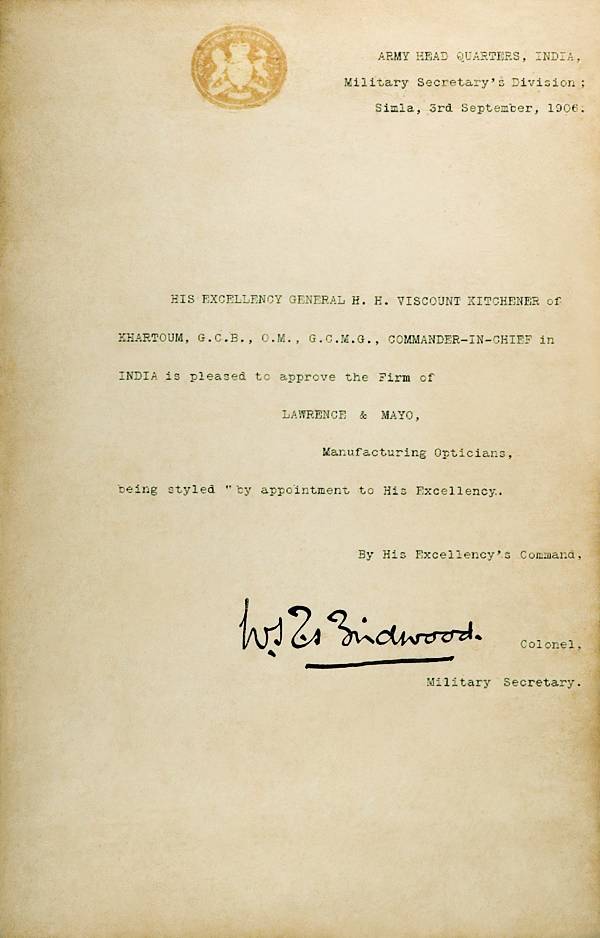 ARMY HEAD QUARTERS, INDIA,
Military Secretary's Division;
Simla, 3rd September, 1906.
HIS EXCELLENCY GENERAL H. H. VISCOUNT KITCHENER of
KHARTOUM, G.C.B., O.M., G.C.M.G., COMMANDER-IN-CHIEF in
INDIA is pleased to approve the Firm of
LAWRENCE & MAYO,
Manufacturing Opticians,
being styled "by appointment to His Excellency.
By His Excellency's Command,
Birdwood.
Colonel,
Military Secretary.